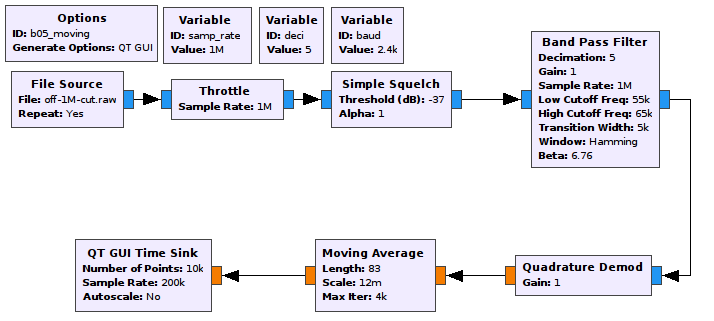 Options
ID: b05_moving
Generate Options: QT GUI
Variable
ID: samp_rate
Value: 1M
Variable
ID: deci
Value: 5
Variable
ID: baud
Value: 2.4k
File Source
File: off-1M-cut.raw
Repeat: Yes
Throttle
Sample Rate: 1M
Simple Squelch
Threshold (dB): -37
Alpha: 1
Band Pass Filter
Decimation: 5
Gain: 1
Sample Rate: 1M
Low Cutoff Freq: 55k
High Cutoff Freq: 65k
Transition Width: 5k
Window: Hamming
Beta: 6.76
QT GUI Time Sink
Number of Points: 10k
Sample Rate: 200k
Autoscale: No
Moving Average
Length: 83
Scale: 12m
Max Iter: 4k
Quadrature Demod
Gain: 1